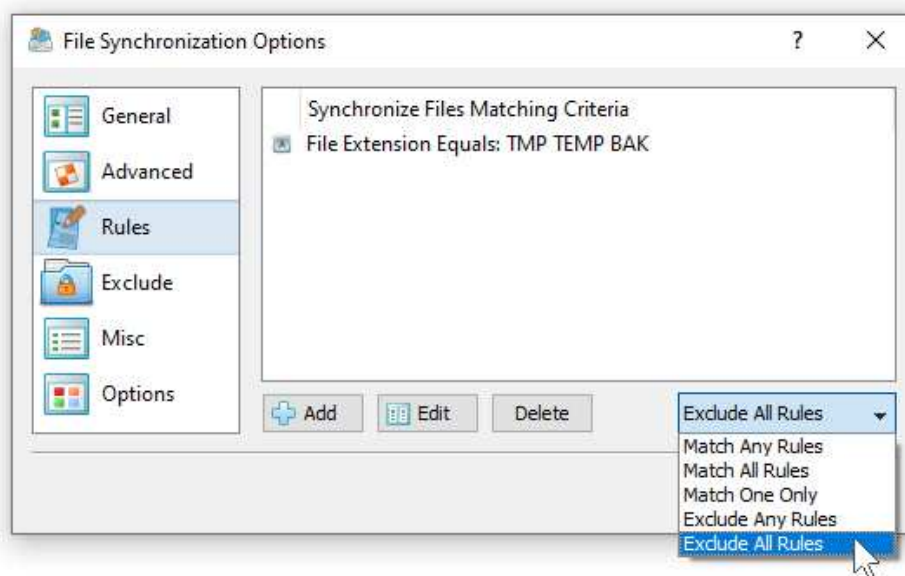 File Synchronization Options
?
General
Advanced
Rules
Exclude
Misc
Options
Synchronize Files Matching Criteria
File Extension Equals: TMP TEMP BAK
Add
Edit
Delete
Exclude All Rules
Match Any Rules
Match All Rules
Match One Only
Exclude Any Rules
Exclude All Rules